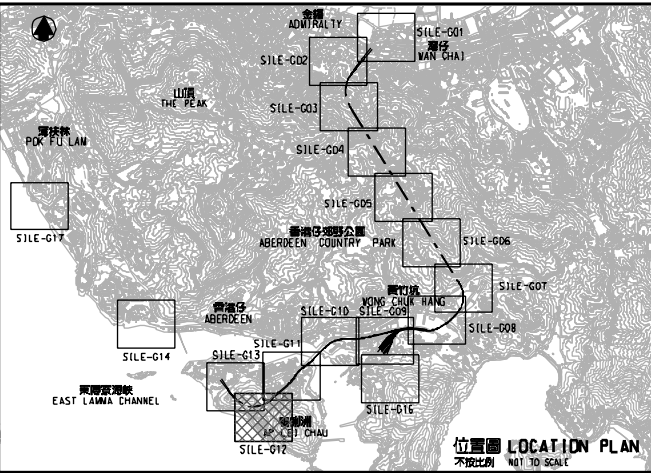 金鐘
ADMIRALTY
SILE-G01
灣仔
WAN CHAI
SILE-G02
山頂
THE PEAK
SILE-G03
薄扶林
POK FU LAM
SILE-G04
SILE-G05
SILE-G17
香港仔郊野公園
ABERDEEN COUNTRY PARK
SILE-G06
黃竹坑
WONG CHUK HANG
SILE-G07
香港仔
ABERDEEN
SILE-G10
SILE-G09
SILE-G08
SILE-G14
SILE-G13
SILE-G11
東博寮海峽
EAST LAMMA CHANNEL
SILE-G16
鴨脷洲
AP LEI CHAU
SILE-G12
位置圖 LOCATION PLAN
不按比例 NOT TO SCALE